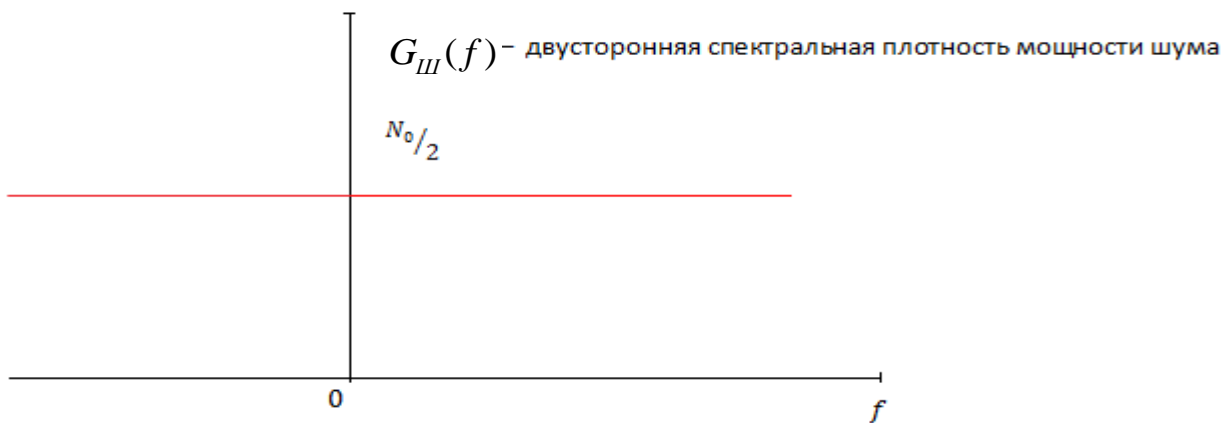 G_Ш(f) – двусторонняя спектральная плотность мощности шума
N₀/2
0
f